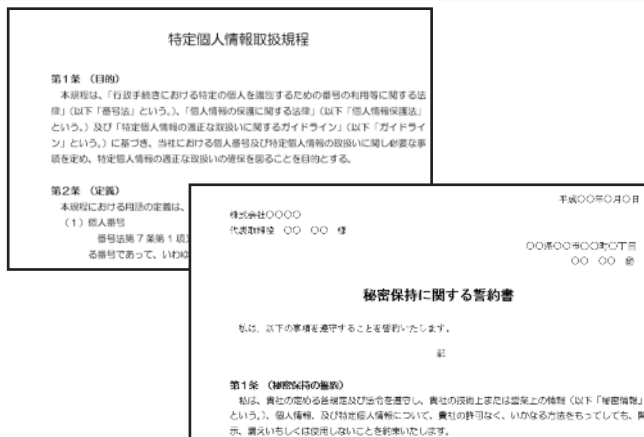 特定個人情報取扱規程
第1条 （目的）
本規程は、「行政手続きにおける特定の個人を識別するための番号の利用等に関する法
律」（以下「番号法」という。）、「個人情報の保護に関する法律」（以下「個人情報保護法」
という。）及び「特定個人情報の適正な取扱いに関するガイドライン」（以下「ガイドライ
ン」という。）に基づき、当社における個人番号及び特定個人情報の取扱いに関し必要な事
項を定め、特定個人情報の適正な取扱いの確保を図ることを目的とする。
第2条 （定義）
本規程における用語の定義は、
（1）個人番号
番号法第7条第1項
る番号であって、いわゆ
平成○○年○月○日
株式会社○○○○
代表取締役 ○○ ○○ 様
○○県○○市○○町○丁目
○○ ○○ ㊞
秘密保持に関する誓約書
私は、以下の事項を遵守することを誓約いたします。
記
第1条 （秘密保持の誓約）
私は、貴社の定める各規定及び法令を遵守し、貴社の技術上または営業上の情報（以下「秘密情報」
という。）、個人情報、及び特定個人情報について、貴社の許可なく、いかなる方法をもってしても、開
示、漏えいもしくは使用しないことを約束いたします。